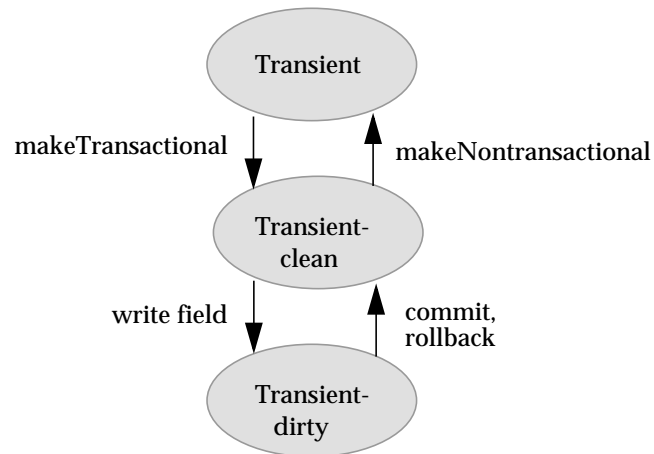 Transient
makeTransactional
makeNontransactional
Transient-
clean
write field
commit,
rollback
Transient-
dirty